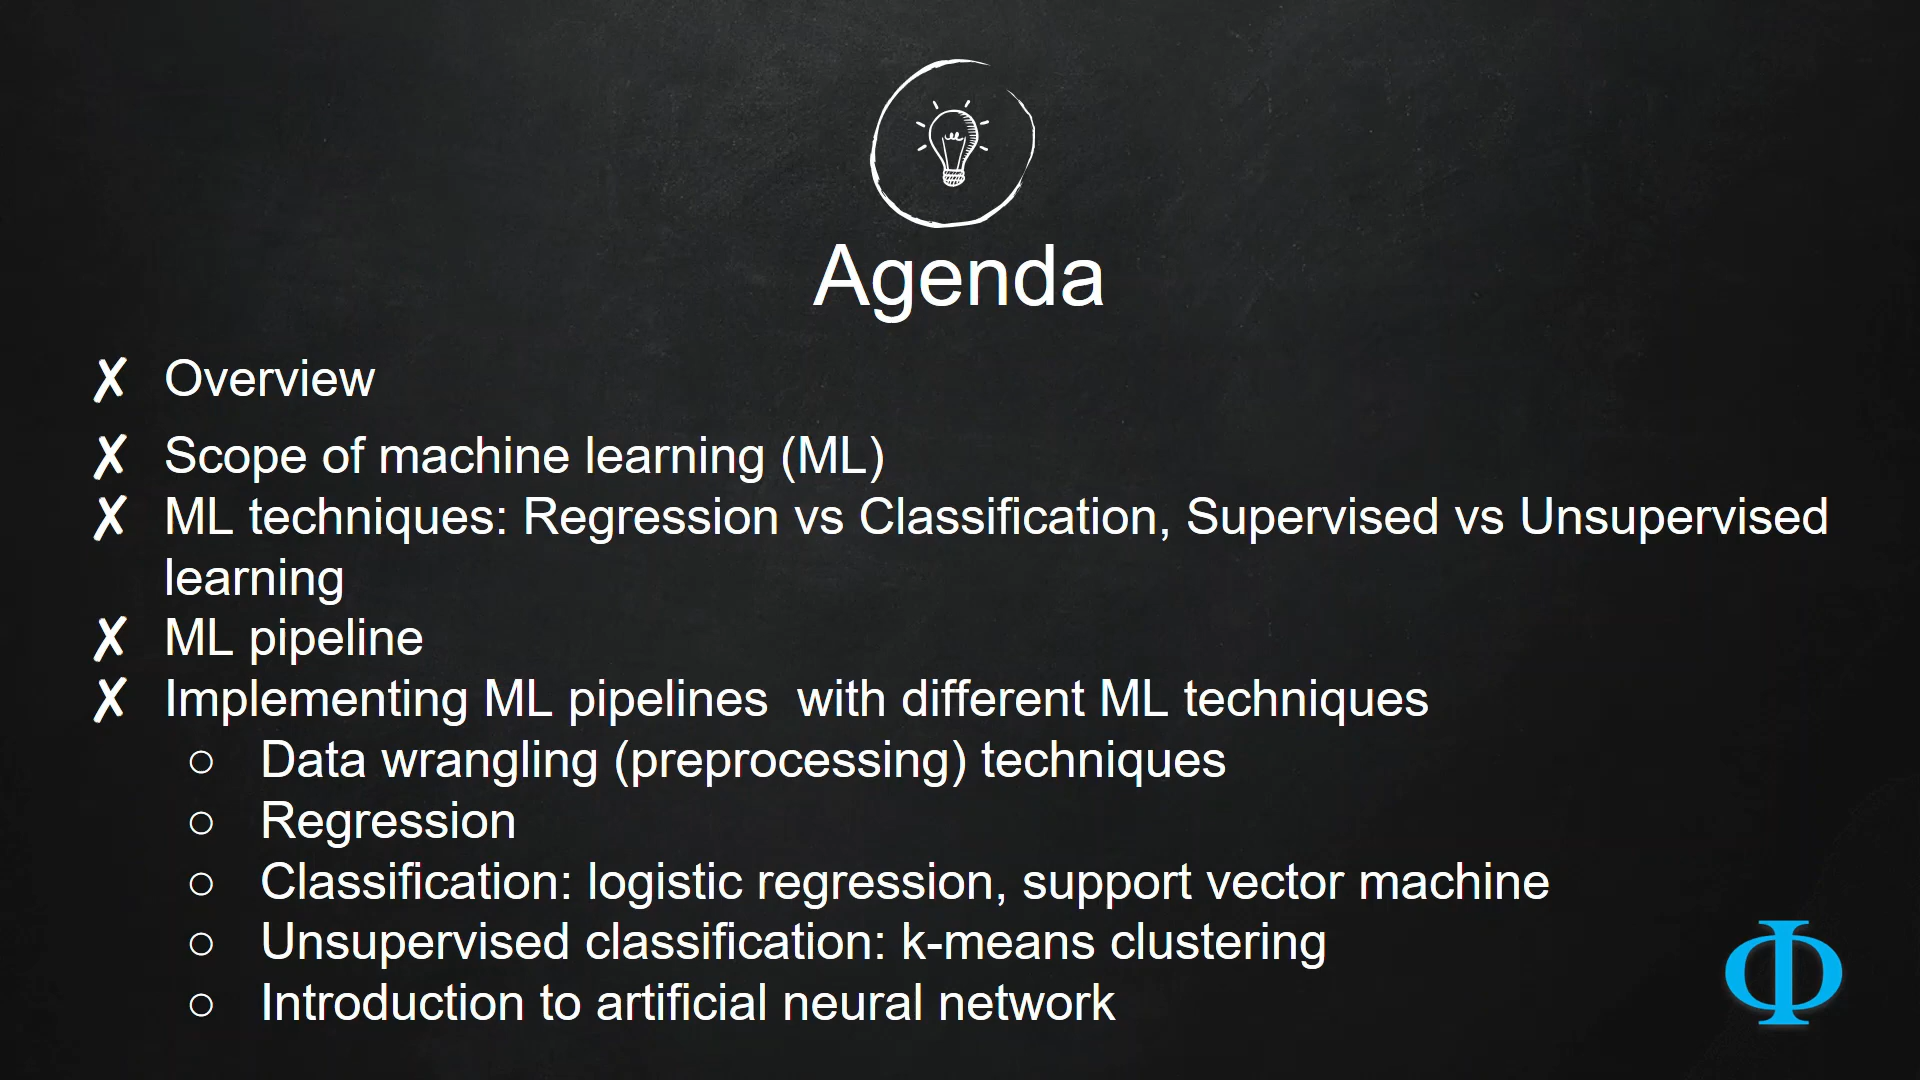 Agenda
✗ Overview
✗ Scope of machine learning (ML)
✗ ML techniques: Regression vs Classification, Supervised vs Unsupervised
learning
✗ ML pipeline
✗ Implementing ML pipelines  with different ML techniques
○ Data wrangling (preprocessing) techniques
○ Regression
○ Classification: logistic regression, support vector machine
○ Unsupervised classification: k-means clustering
○ Introduction to artificial neural network
Φ